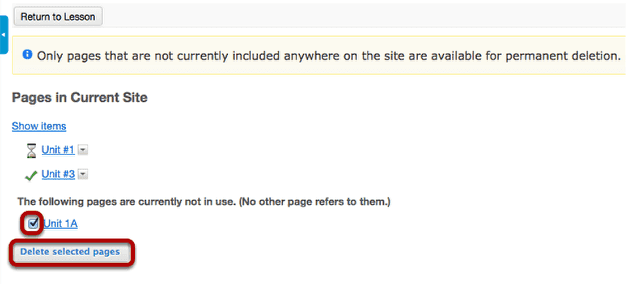 Return to Lesson
Only pages that are not currently included anywhere on the site are available for permanent deletion.
Pages in Current Site
Show items
Unit #1
Unit #3
The following pages are currently not in use. (No other page refers to them.)
Unit 1A
Delete selected pages